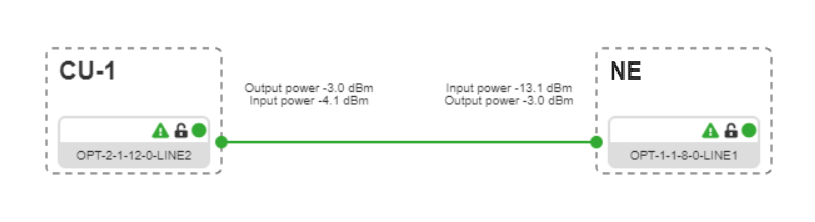 CU-1
NE
Output power -3.0 dBm
Input power -4.1 dBm
Input power -13.1 dBm
Output power -3.0 dBm
OPT-2-1-12-0-LINE2
OPT-1-1-8-0-LINE1